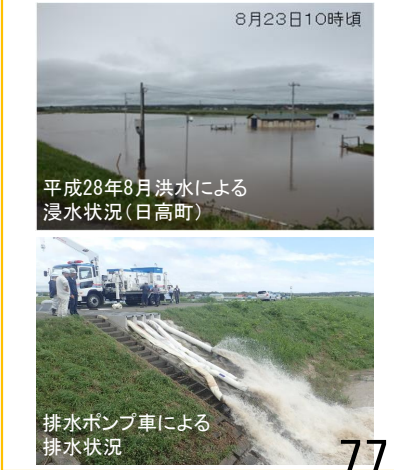 8月23日10時頃
平成28年8月洪水による
浸水状況（日高町）
排水ポンプ車による
排水状況
77